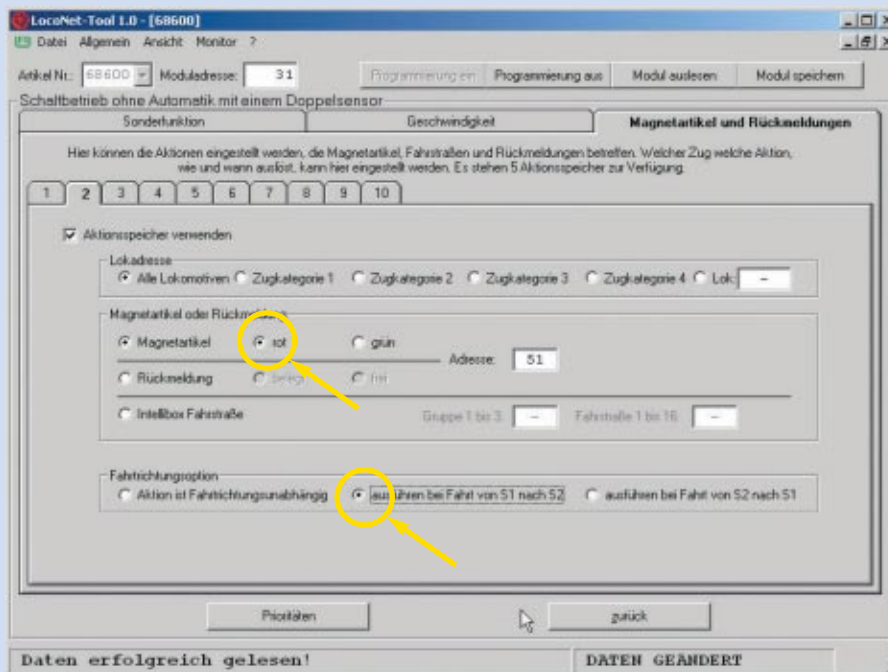 LocoNet-Tool 1.0 - [68600]
Datei Allgemein Ansicht Monitor ?
Artikel Nr.: 68600 Moduladresse: 31 Programmierung ein Programmierung aus Modul auslesen Modul speichern
Schaltbetrieb ohne Automatik mit einem Doppelsensor
Sonderfunktion Geschwindigkeit Magnetartikel und Rückmeldungen
Hier können die Aktionen eingestellt werden, die Magnetartikel, Fahrstraßen und Rückmeldungen betreffen. Welcher Zug welche Aktion,
wie und wann auslöst, kann hier eingestellt werden. Es stehen 5 Aktionsspeicher zur Verfügung.
1 2 3 4 5 6 7 8 9 10
Aktionsspeicher verwenden
Lokadresse
Alle Lokomotiven Zugkategorie 1 Zugkategorie 2 Zugkategorie 3 Zugkategorie 4 Lok: –
Magnetartikel oder Rückmeldung
Magnetartikel rot grün
Adresse: 51
Rückmeldung belegt frei
Intellibox Fahrstraße Gruppe 1 bis 3 – Fahrstraße 1 bis 16 –
Fahrtrichtungsoption
Aktion ist Fahrtrichtungsunabhängig ausführen bei Fahrt von S1 nach S2 ausführen bei Fahrt von S2 nach S1
Prioritäten zurück
Daten erfolgreich gelesen! DATEN GEÄNDERT